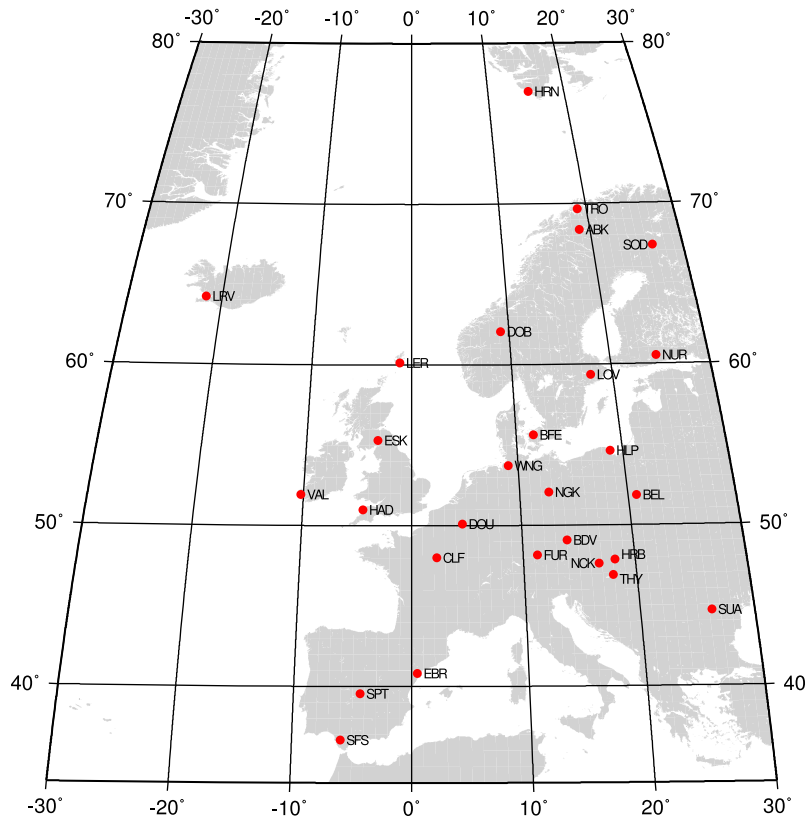 -30˚ -20˚ -10˚ 0˚ 10˚ 20˚ 30˚
80˚ 80˚
HRN
70˚ 70˚
TRO
ABK
SOD
LRV
DOB
NUR
60˚ LER 60˚
LOV
BFE
ESK
HLP
WNG
NGK
VAL BEL
HAD
50˚ DOU 50˚
BDV
FUR HRB
CLF NCK
THY
SUA
EBR
40˚ SPT 40˚
SFS
-30˚ -20˚ -10˚ 0˚ 10˚ 20˚ 30˚